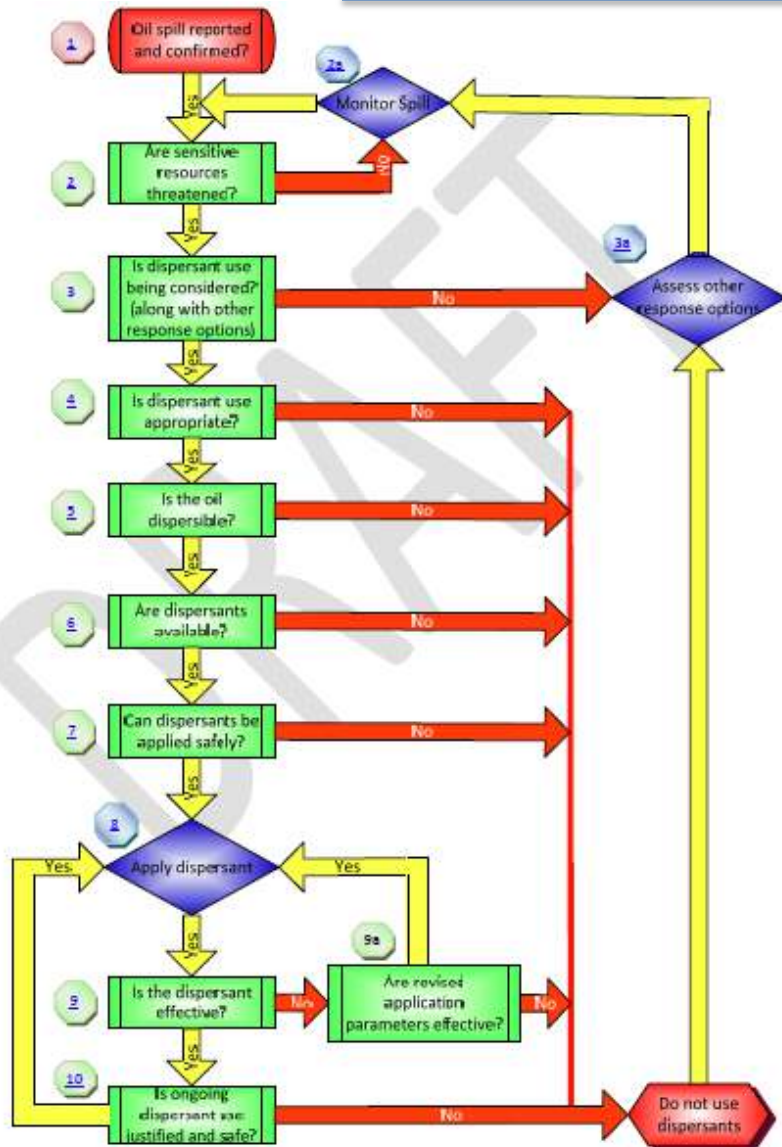 1
Oil spill reported
and confirmed?
Yes
2a
Monitor Spill
2
Are sensitive
resources
threatened?
No
Yes
3
Is dispersant use
being considered?
(along with other
response options)
No
3a
Assess other
response options
Yes
4
Is dispersant use
appropriate?
No
Yes
5
Is the oil
dispersible?
No
Yes
6
Are dispersants
available?
No
Yes
7
Can dispersants be
applied safely?
No
Yes
8
Apply dispersant
Yes
Yes
Yes
9
Is the dispersant
effective?
No
9a
Are revised
application
parameters effective?
No
Yes
10
Is ongoing
dispersant use
justified and safe?
No
Do not use
dispersants
DRAFT